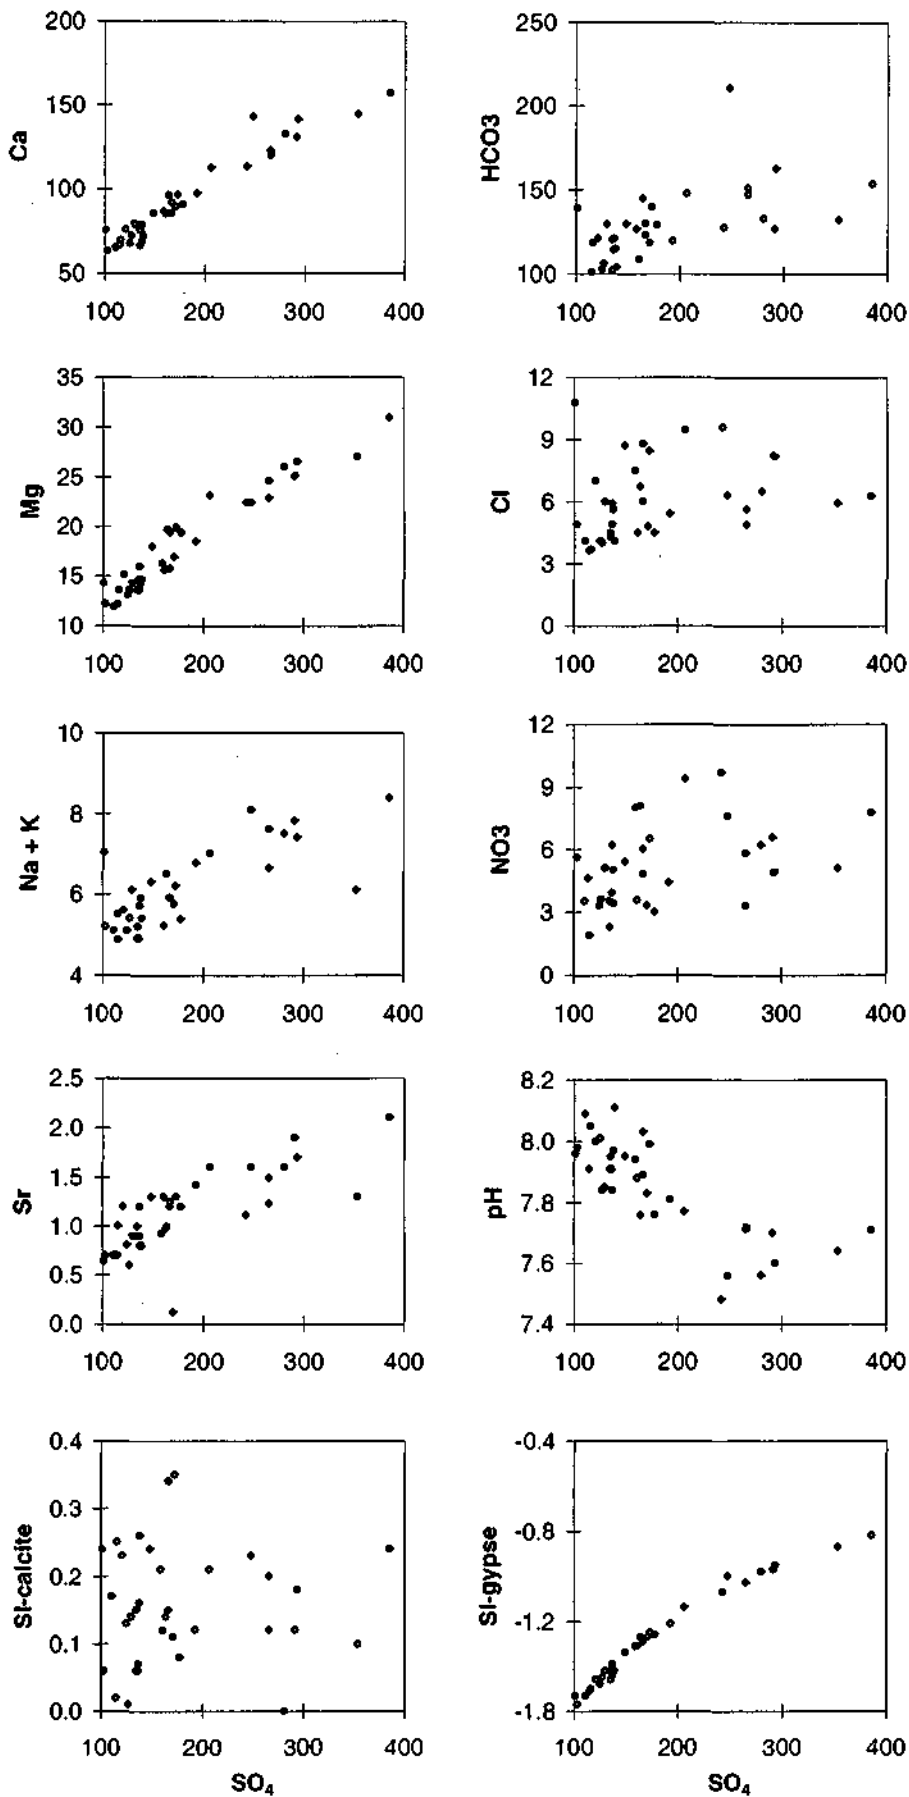 200
150
100
50
Ca
100 200 300 400
250
200
150
100
HCO3
100 200 300 400
35
30
25
20
15
10
Mg
100 200 300 400
12
9
6
3
0
Cl
100 200 300 400
10
8
6
4
Na + K
100 200 300 400
12
9
6
3
0
NO3
100 200 300 400
2.5
2.0
1.5
1.0
0.5
0.0
Sr
100 200 300 400
8.2
8.0
7.8
7.6
7.4
pH
100 200 300 400
0.4
0.3
0.2
0.1
0.0
SI-calcite
100 200 300 400
SO₄
-0.4
-0.8
-1.2
-1.8
SI-gypse
100 200 300 400
SO₄